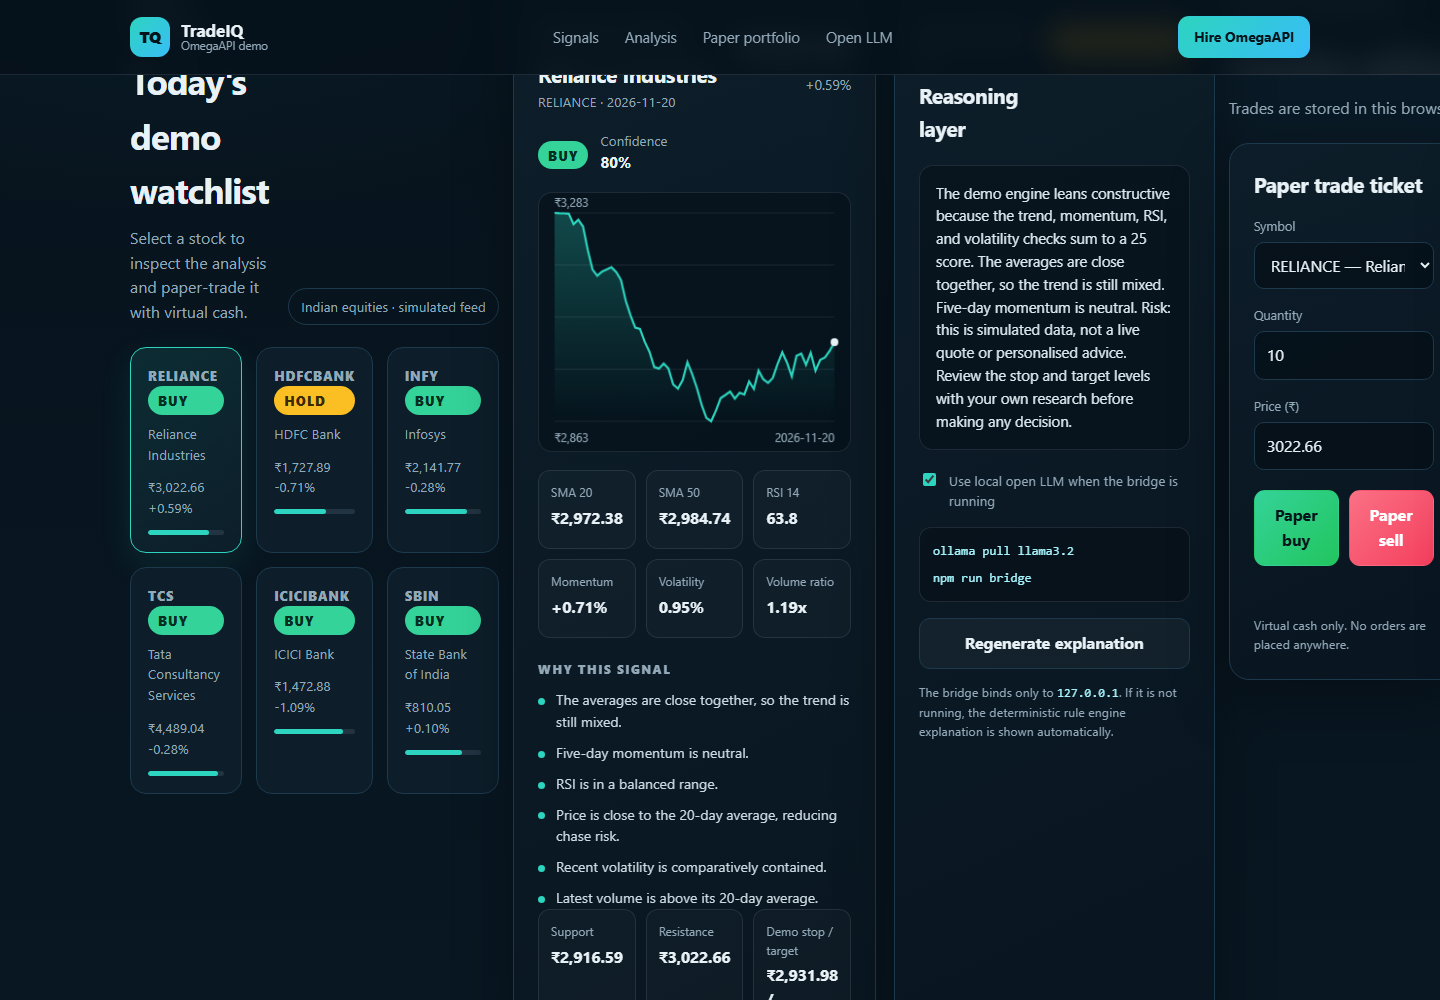 TQ
TradeIQ
OmegaAPI demo
Signals
Analysis
Paper portfolio
Open LLM
Hire OmegaAPI
Today's
demo
watchlist
Select a stock to
inspect the analysis
and paper-trade it
with virtual cash.
Indian equities · simulated feed
RELIANCE
BUY
Reliance
Industries
₹3,022.66
+0.59%
HDFCBANK
HOLD
HDFC Bank
₹1,727.89
-0.71%
INFY
BUY
Infosys
₹2,141.77
-0.28%
TCS
BUY
Tata
Consultancy
Services
₹4,489.04
-0.28%
ICICIBANK
BUY
ICICI Bank
₹1,472.88
-1.09%
SBIN
BUY
State Bank
of India
₹810.05
+0.10%
Reliance Industries
RELIANCE · 2026-11-20
+0.59%
BUY
Confidence
80%
₹3,283
₹2,863
2026-11-20
SMA 20
₹2,972.38
SMA 50
₹2,984.74
RSI 14
63.8
Momentum
+0.71%
Volatility
0.95%
Volume ratio
1.19x
WHY THIS SIGNAL
The averages are close together, so the trend is
still mixed.
Five-day momentum is neutral.
RSI is in a balanced range.
Price is close to the 20-day average, reducing
chase risk.
Recent volatility is comparatively contained.
Latest volume is above its 20-day average.
Support
₹2,916.59
Resistance
₹3,022.66
Demo stop /
target
₹2,931.98
/
Reasoning
layer
The demo engine leans constructive
because the trend, momentum, RSI,
and volatility checks sum to a 25
score. The averages are close
together, so the trend is still mixed.
Five-day momentum is neutral. Risk:
this is simulated data, not a live
quote or personalised advice.
Review the stop and target levels
with your own research before
making any decision.
Use local open LLM when the bridge is
running
ollama pull llama3.2
npm run bridge
Regenerate explanation
The bridge binds only to 127.0.0.1. If it is not
running, the deterministic rule engine
explanation is shown automatically.
Trades are stored in this brows
Paper trade ticket
Symbol
RELIANCE — Relian
Quantity
10
Price (₹)
3022.66
Paper
buy
Paper
sell
Virtual cash only. No orders are
placed anywhere.